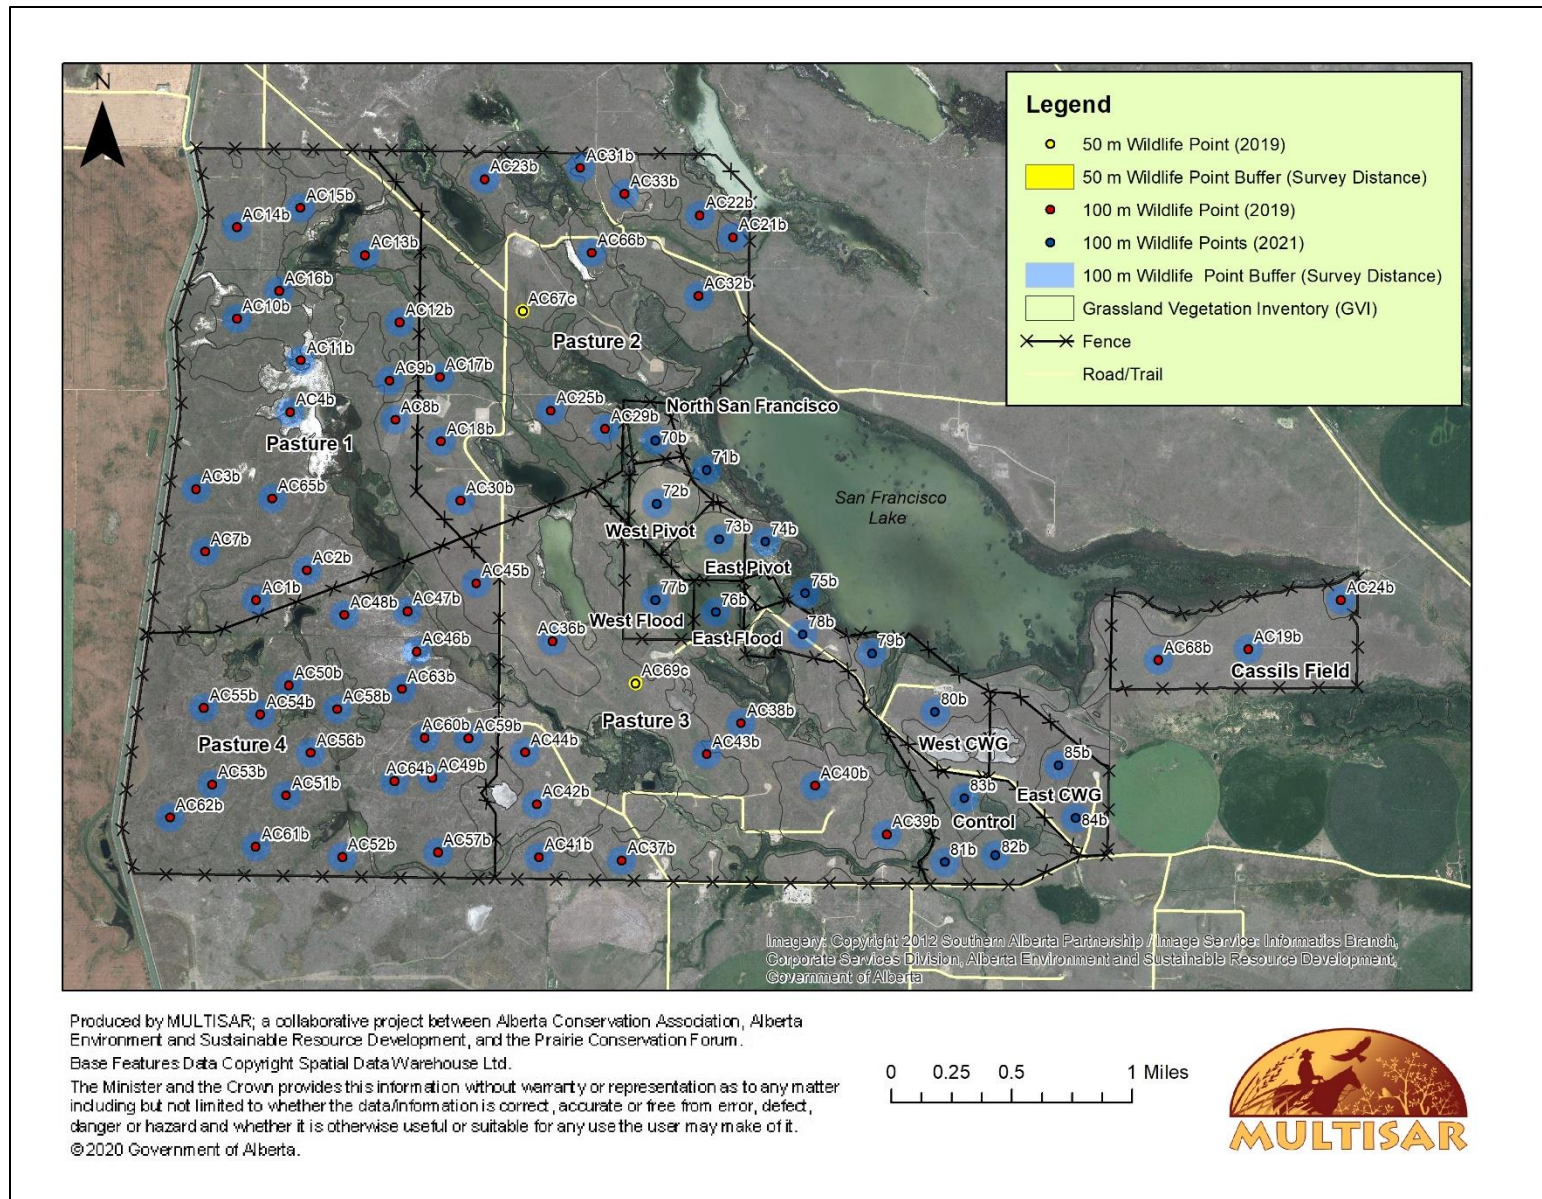 N
Legend
50 m Wildlife Point (2019)
50 m Wildlife Point Buffer (Survey Distance)
100 m Wildlife Point (2019)
100 m Wildlife Points (2021)
100 m Wildlife  Point Buffer (Survey Distance)
Grassland Vegetation Inventory (GVI)
Fence
Road/Trail
AC31b
AC23b
AC33b
AC15b
AC14b
AC22b
AC21b
AC13b
AC66b
AC16b
AC32b
AC10b
AC67c
AC12b
Pasture 2
AC11b
AC9b
AC17b
AC4b
AC25b
North San Francisco
AC8b
AC29b
Pasture 1
AC18b
70b
71b
AC3b
AC65b
AC30b
72b
San Francisco
Lake
West Pivot
73b
74b
AC7b
AC2b
East Pivot
AC45b
77b
75b
AC24b
AC1b
AC48b
AC47b
76b
West Flood
AC36b
East Flood
78b
AC46b
79b
AC19b
AC68b
Cassils Field
AC50b
AC63b
AC69c
AC55b
AC54b
AC58b
80b
Pasture 3
AC38b
AC60b
AC59b
Pasture 4
AC56b
AC44b
AC43b
West CWG
85b
AC53b
AC64b
AC49b
AC51b
AC40b
83b
East CWG
AC62b
AC42b
84b
Control
AC39b
AC61b
AC52b
AC57b
AC41b
AC37b
81b
82b
Imagery: Copyright 2012 Southern Alberta Partnership / Image Service: Informatics Branch,
Corporate Services Division, Alberta Environment and Sustainable Resource Development,
Government of Alberta
Produced by MULTISAR; a collaborative project between Alberta Conservation Association, Alberta
Environment and Sustainable Resource Development, and the Prairie Conservation Forum.
Base Features Data Copyright Spatial Data Warehouse Ltd.
The Minister and the Crown provides this information without warranty or representation as to any matter
including but not limited to whether the data/information is correct, accurate or free from error, defect,
danger or hazard and whether it is otherwise useful or suitable for any use the user may make of it.
©2020 Government of Alberta.
0 0.25 0.5 1 Miles
MULTISAR